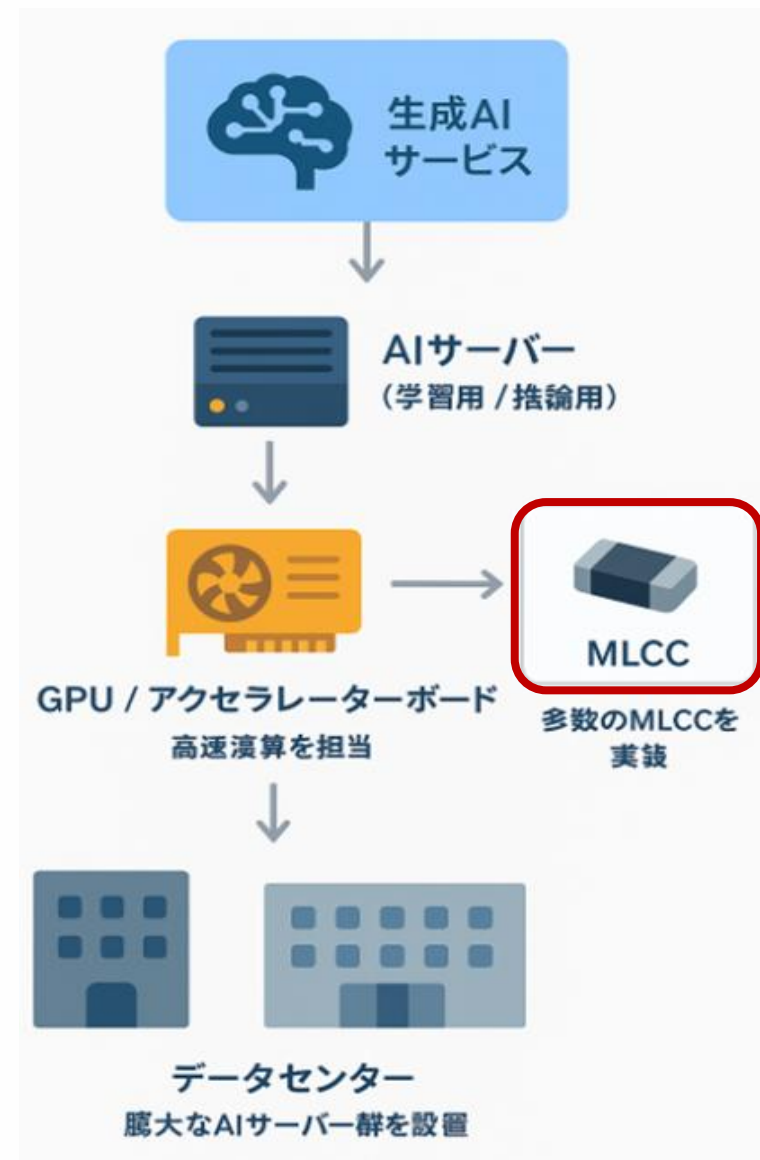 生成AI
サービス
AIサーバー
(学習用 / 推論用)
MLCC
GPU / アクセラレーターボード
高速演算を担当
多数のMLCCを
実装
データセンター
膨大なAIサーバー群を設置